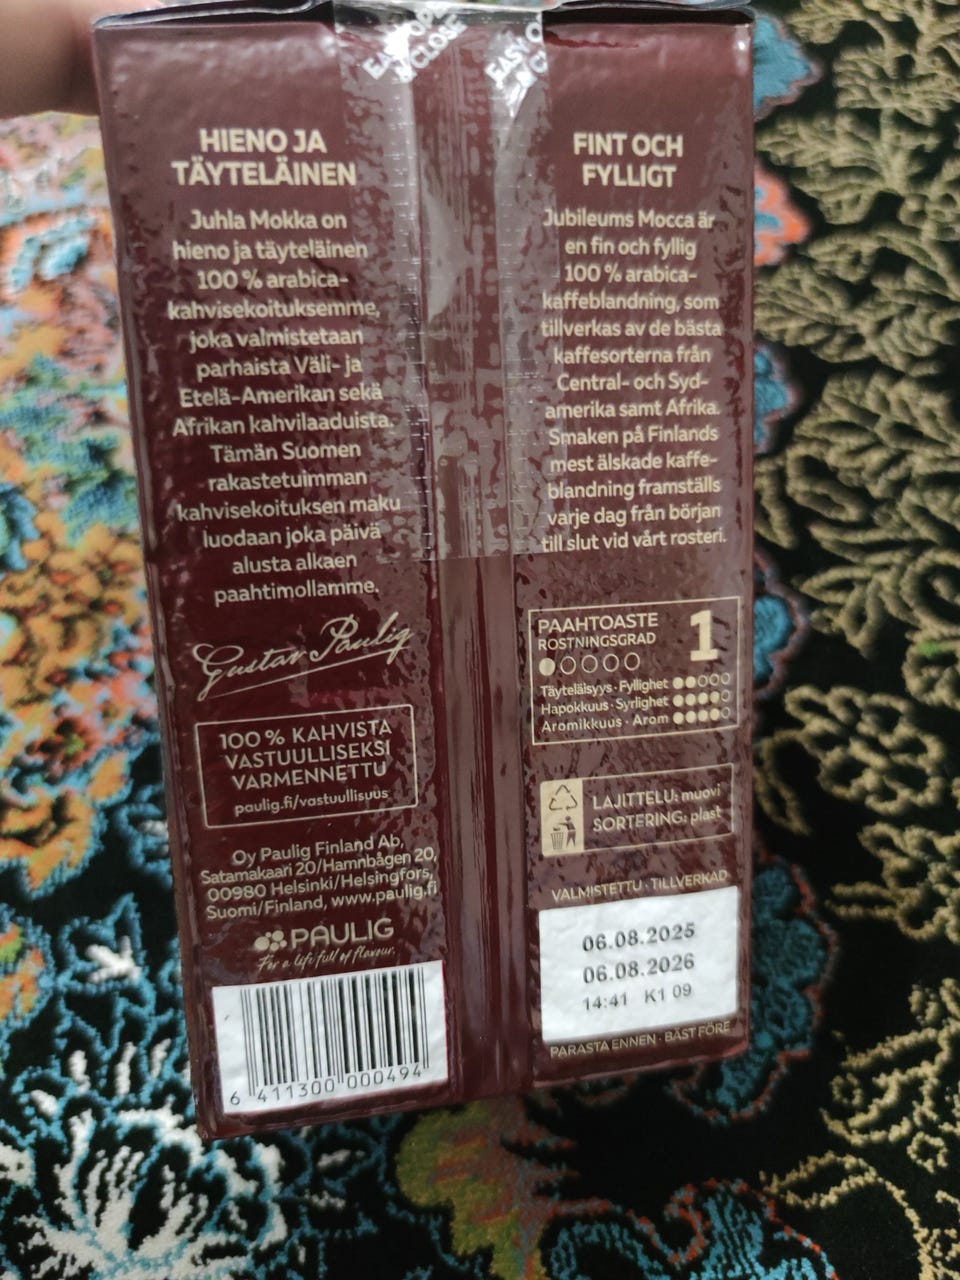 EASY OPEN
& CLOSE
EASY O
& C
HIENO JA
TÄYTELÄINEN
Juhla Mokka on
hieno ja täyteläinen
100 % arabica-
kahvisekoituksemme,
joka valmistetaan
parhaista Väli- ja
Etelä-Amerikan sekä
Afrikan kahvilaaduista.
Tämän Suomen
rakastetuimman
kahvisekoituksen maku
luodaan joka päivä
alusta alkaen
paahtimollamme.
Gustav Paulig
100 % KAHVISTA
VASTUULLISEKSI
VARMENNETTU
paulig.fi/vastuullisuus
Oy Paulig Finland Ab,
Satamakaari 20/Hamnbågen 20,
00980 Helsinki/Helsingfors,
Suomi/Finland, www.paulig.fi
PAULIG
For a life full of flavour.
6 411300 000494
FINT OCH
FYLLIGT
Jubileums Mocca är
en fin och fyllig
100 % arabica-
kaffeblandning, som
tillverkas av de bästa
kaffesorterna från
Central- och Syd-
amerika samt Afrika.
Smaken på Finlands
mest älskade kaffe-
blandning framställs
varje dag från början
till slut vid vårt rosteri.
PAAHTOASTE
ROSTNINGSGRAD
1
Täyteläisyys · Fyllighet
Hapokkuus · Syrlighet
Aromikkuus · Arom
LAJITTELU: muovi
SORTERING: plast
VALMISTETTU · TILLVERKAD
06.08.2025
06.08.2026
14:41 K1 09
PARASTA ENNEN · BÄST FÖRE